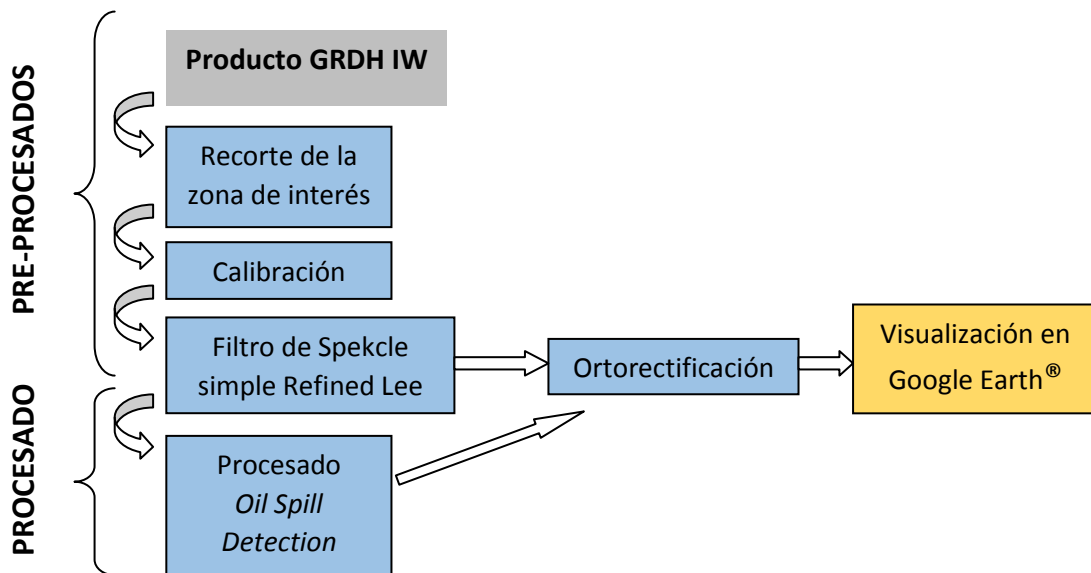 PRE-PROCESADOS
Producto GRDH IW
Recorte de la
zona de interés
Calibración
Filtro de Spekcle
simple Refined Lee
Ortorectificación
Visualización en
Google Earth®
PROCESADO
Procesado
Oil Spill
Detection